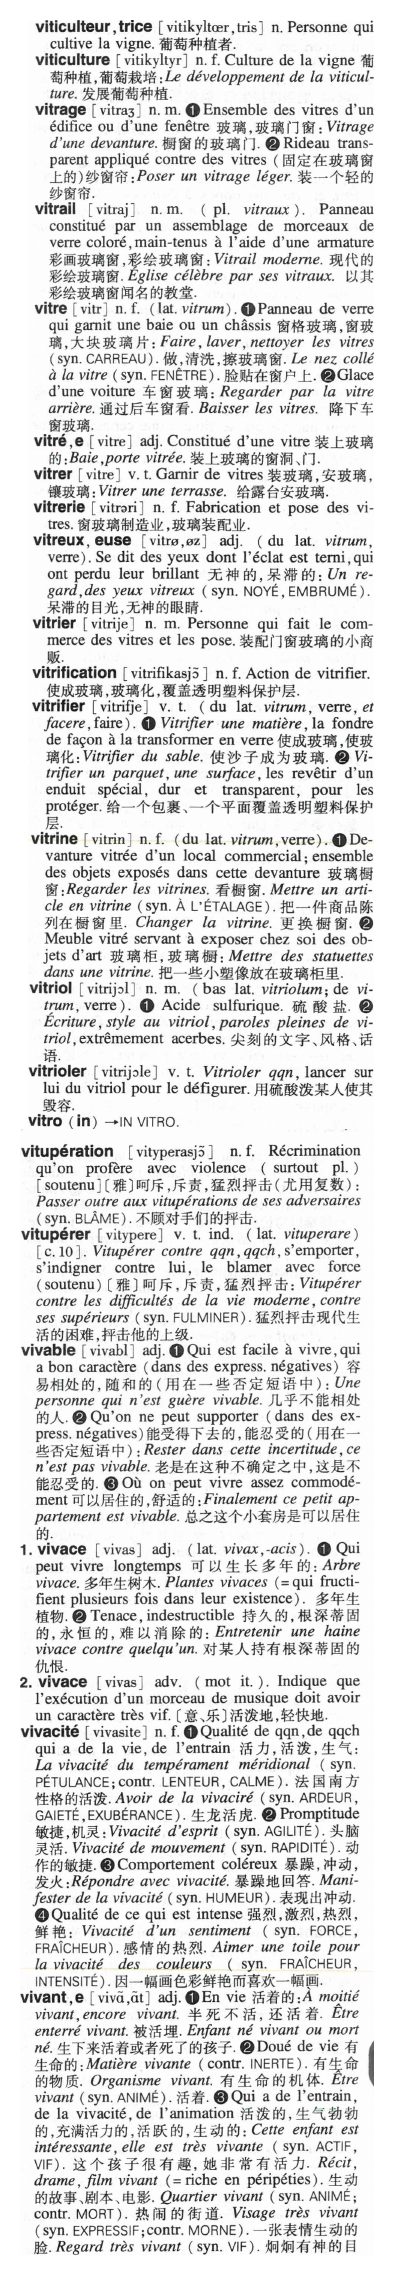 viticulteur,trice [vitikyltœr,tris] n. Personne qui
cultive la vigne. 葡萄种植者.
viticulture [vitikyltyr] n. f. Culture de la vigne 葡
萄种植,葡萄栽培:Le développement de la viticul-
ture. 发展葡萄种植.
vitrage [vitraʒ] n. m. ❶ Ensemble des vitres d'un
édifice ou d'une fenêtre 玻璃,玻璃门窗: Vitrage
d'une devanture. 橱窗的玻璃门. ❷ Rideau trans-
parent appliqué contre des vitres (固定在玻璃窗
上的)纱窗帘:Poser un vitrage léger. 装一个轻的
纱窗帘.
vitrail [vitraj] n. m. ( pl. vitraux ). Panneau
constitué par un assemblage de morceaux de
verre coloré,main-tenus à l'aide d'une armature
彩画玻璃窗,彩绘玻璃窗: Vitrail moderne. 现代的
彩绘玻璃窗. Église célèbre par ses vitraux. 以其
彩绘玻璃窗闻名的教堂.
vitre [vitr] n. f. (lat. vitrum). ❶Panneau de verre
qui garnit une baie ou un châssis 窗格玻璃,窗玻
璃,大块玻璃片: Faire, laver, nettoyer les vitres
(syn. CARREAU). 做,清洗,擦玻璃窗. Le nez collé
à la vitre (syn. FENÊTRE). 脸贴在窗户上. ❷Glace
d'une voiture 车窗玻璃: Regarder par la vitre
arrière. 通过后车窗看. Baisser les vitres. 降下车
窗玻璃.
vitré,e [vitre] adj. Constitué d'une vitre 装上玻璃
的:Baie,porte vitrée. 装上玻璃的窗洞、门.
vitrer [vitre] v. t. Garnir de vitres 装玻璃,安玻璃,
镶玻璃: Vitrer une terrasse. 给露台安玻璃.
vitrerie [vitrəri] n. f. Fabrication et pose des vi-
tres. 窗玻璃制造业,玻璃装配业.
vitreux, euse [vitrø,øz] adj. ( du lat. vitrum,
verre). Se dit des yeux dont l'éclat est terni,qui
ont perdu leur brillant 无神的,呆滞的: Un re-
gard,des yeux vitreux ( syn. NOYÉ,EMBRUMÉ).
呆滞的目光,无神的眼睛.
vitrier [vitrije] n. m. Personne qui fait le com-
merce des vitres et les pose. 装配门窗玻璃的小商
贩.
vitrification [vitrifikasjɔ̃] n. f. Action de vitrifier.
使成玻璃,玻璃化,覆盖透明塑料保护层.
vitrifier [vitrifje] v. t. ( du lat. vitrum, verre, et
facere,faire). ❶ Vitrifier une matière, la fondre
de façon à la transformer en verre 使成玻璃,使玻
璃化:Vitrifier du sable. 使沙子成为玻璃. ❷ Vi-
trifier un parquet, une surface, les revêtir d'un
enduit spécial, dur et transparent, pour les
protéger. 给一个包裹、一个平面覆盖透明塑料保护
层.
vitrine [vitrin] n. f. (du lat. vitrum,verre). ❶De-
vanture vitrée d'un local commercial;ensemble
des objets exposés dans cette devanture 玻璃橱
窗:Regarder les vitrines. 看橱窗. Mettre un arti-
cle en vitrine (syn. À L'ÉTALAGE). 把一件商品陈
列在橱窗里. Changer la vitrine. 更换橱窗. ❷
Meuble vitré servant à exposer chez soi des ob-
jets d'art 玻璃柜,玻璃橱: Mettre des statuettes
dans une vitrine. 把一些小塑像放在玻璃柜里.
vitriol [vitrijɔl] n. m. ( bas lat. vitriolum; de vi-
trum, verre). ❶ Acide sulfurique. 硫酸盐. ❷
Écriture, style au vitriol, paroles pleines de vi-
triol,extrêmement acerbes. 尖刻的文字、风格、话
语.
vitrioler [vitrijɔle] v. t. Vitrioler qqn, lancer sur
lui du vitriol pour le défigurer. 用硫酸泼某人使其
毁容.
vitro (in) →IN VITRO.
vitupération [vityperasjɔ̃] n. f. Récrimination
qu'on profère avec violence ( surtout pl.)
[soutenu]〔雅〕呵斥,斥责,猛烈抨击(尤用复数):
Passer outre aux vitupérations de ses adversaires
(syn. BLÂME). 不顾对手们的抨击.
vitupérer [vitypere] v. t. ind. ( lat. vituperare)
[c. 10]. Vitupérer contre qqn,qqch,s'emporter,
s'indigner contre lui, le blamer avec force
(soutenu)〔雅〕呵斥,斥责,猛烈抨击: Vitupérer
contre les difficultés de la vie moderne, contre
ses supérieurs (syn. FULMINER). 猛烈抨击现代生
活的困难,抨击他的上级.
vivable [vivabl] adj. ❶Qui est facile à vivre,qui
a bon caractère (dans des express. négatives) 容
易相处的,随和的(用在一些否定短语中): Une
personne qui n'est guère vivable. 几乎不能相处
的人. ❷ Qu'on ne peut supporter ( dans des ex-
press. négatives)能受得下去的,能忍受的(用在一
些否定短语中): Rester dans cette incertitude,ce
n'est pas vivable. 老是在这种不确定之中,这是不
能忍受的. ❸ Où on peut vivre assez commodé-
ment 可以居住的,舒适的:Finalement ce petit ap-
partement est vivable. 总之这个小套房是可以居住
的.
1. vivace [vivas] adj. (lat. vivax,-acis). ❶ Qui
peut vivre longtemps 可以生长多年的: Arbre
vivace. 多年生树木. Plantes vivaces (=qui fructi-
fient plusieurs fois dans leur existence). 多年生
植物. ❷ Tenace, indestructible 持久的,根深蒂固
的,永恒的,难以消除的: Entretenir une haine
vivace contre quelqu'un. 对某人持有根深蒂固的
仇恨.
2. vivace [vivas] adv. ( mot it. ). Indique que
l'exécution d'un morceau de musique doit avoir
un caractère très vif.〔意、乐〕活泼地,轻快地.
vivacité [vivasite] n. f. ❶Qualité de qqn,de qqch
qui a de la vie, de l'entrain 活力,活泼,生气:
La vivacité du tempérament méridional ( syn.
PÉTULANCE;contr. LENTEUR, CALME). 法国南方
性格的活泼. Avoir de la vivacité (syn. ARDEUR,
GAIETÉ,EXUBÉRANCE). 生龙活虎. ❷ Promptitude
敏捷,机灵:Vivacité d'esprit ( syn. AGILITÉ). 头脑
灵活. Vivacité de mouvement ( syn. RAPIDITÉ). 动
作的敏捷. ❸Comportement coléreux 暴躁,冲动,
发火:Répondre avec vivacité. 暴躁地回答. Mani-
fester de la vivacité ( syn. HUMEUR). 表现出冲动.
❹Qualité de ce qui est intense 强烈,激烈,热烈,
鲜艳: Vivacité d'un sentiment ( syn. FORCE,
FRAÎCHEUR). 感情的热烈. Aimer une toile pour
la vivacité des couleurs ( syn. FRAÎCHEUR,
INTENSITÉ). 因一幅画色彩鲜艳而喜欢一幅画.
vivant,e [vivɑ̃,ɑ̃t] adj. ❶En vie 活着的:À moitié
vivant,encore vivant. 半死不活,还活着. Être
enterré vivant. 被活埋. Enfant né vivant ou mort
né. 生下来活着或者死了的孩子. ❷Doué de vie 有
生命的:Matière vivante ( contr. INERTE). 有生命
的物质. Organisme vivant. 有生命的机体. Être
vivant (syn. ANIMÉ). 活着. ❸Qui a de l'entrain,
de la vivacité,de l'animation 活泼的,生气勃勃
的,充满活力的,活跃的,生动的: Cette enfant est
intéressante, elle est très vivante ( syn. ACTIF,
VIF). 这个孩子很有趣,她非常有活力. Récit,
drame,film vivant (=riche en péripéties). 生动
的故事、剧本、电影. Quartier vivant (syn. ANIMÉ;
contr. MORT). 热闹的街道. Visage très vivant
(syn. EXPRESSIF;contr. MORNE). 一张表情生动的
脸. Regard très vivant (syn. VIF). 炯炯有神的目